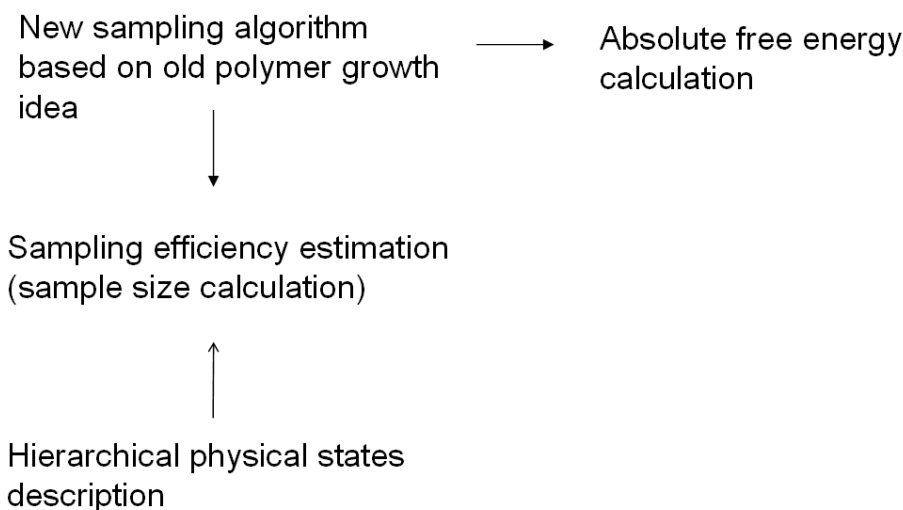 New sampling algorithm
based on old polymer growth
idea
Absolute free energy
calculation
Sampling efficiency estimation
(sample size calculation)
Hierarchical physical states
description